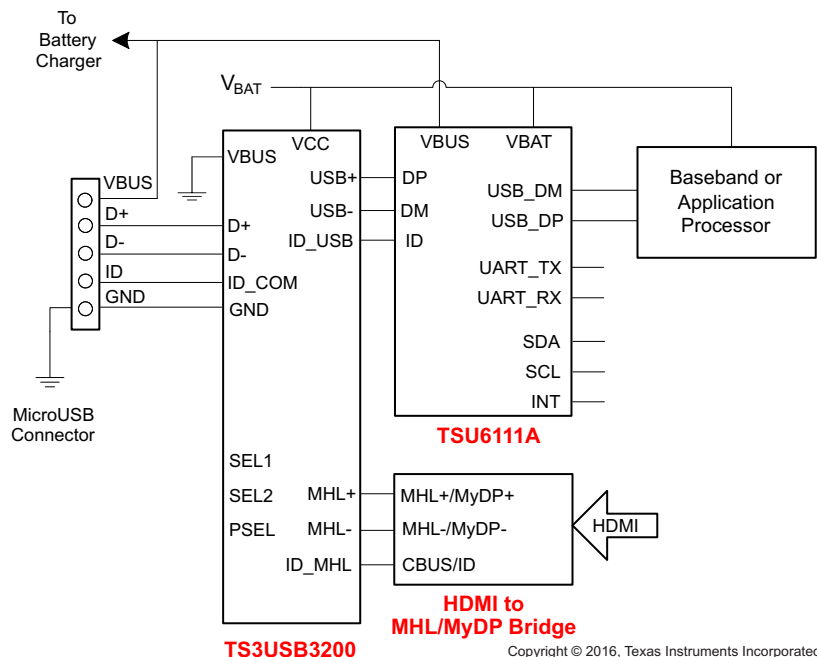 To
Battery
Charger
VBAT
VBUS
D+
D-
ID
GND
MicroUSB
Connector
VBUS
VCC
USB+
USB-
ID_USB
D+
D-
ID_COM
GND
SEL1
SEL2
PSEL
MHL+
MHL-
ID_MHL
TS3USB3200
VBUS
VBAT
DP
DM
ID
USB_DM
USB_DP
UART_TX
UART_RX
SDA
SCL
INT
TSU6111A
Baseband or
Application
Processor
MHL+/MyDP+
MHL-/MyDP-
CBUS/ID
HDMI
HDMI to
MHL/MyDP Bridge
Copyright © 2016, Texas Instruments Incorporated